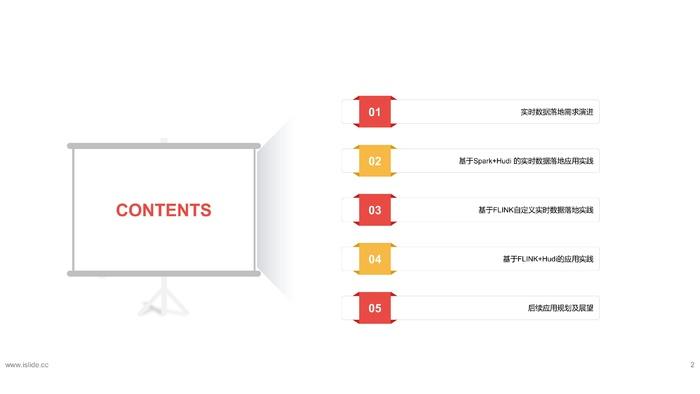 CONTENTS
01
实时数据落地需求演进
02
基于Spark+Hudi 的实时数据落地应用实践
03
基于FLINK自定义实时数据落地实践
04
基于FLINK+Hudi的应用实践
05
后续应用规划及展望
www.islide.cc
2